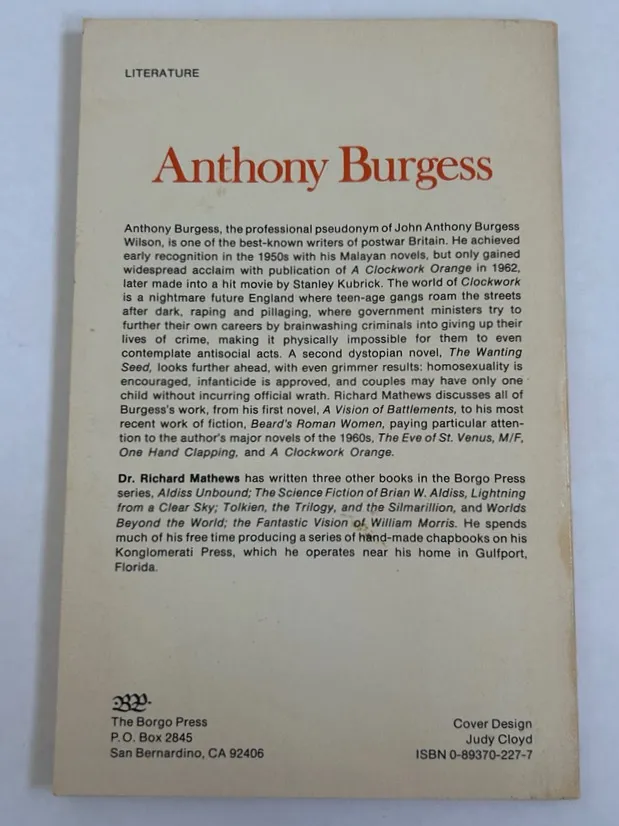 LITERATURE
Anthony Burgess
Anthony Burgess, the professional pseudonym of John Anthony Burgess
Wilson, is one of the best-known writers of postwar Britain. He achieved
early recognition in the 1950s with his Malayan novels, but only gained
widespread acclaim with publication of A Clockwork Orange in 1962,
later made into a hit movie by Stanley Kubrick. The world of Clockwork
is a nightmare future England where teen-age gangs roam the streets
after dark, raping and pillaging, where government ministers try to
further their own careers by brainwashing criminals into giving up their
lives of crime, making it physically impossible for them to even
contemplate antisocial acts. A second dystopian novel, The Wanting
Seed, looks further ahead, with even grimmer results: homosexuality is
encouraged, infanticide is approved, and couples may have only one
child without incurring official wrath. Richard Mathews discusses all of
Burgess's work, from his first novel, A Vision of Battlements, to his most
recent work of fiction, Beard's Roman Women, paying particular atten-
tion to the author's major novels of the 1960s, The Eve of St. Venus, M/F,
One Hand Clapping, and A Clockwork Orange.
Dr. Richard Mathews has written three other books in the Borgo Press
series, Aldiss Unbound; The Science Fiction of Brian W. Aldiss, Lightning
from a Clear Sky; Tolkien, the Trilogy, and the Silmarillion, and Worlds
Beyond the World; the Fantastic Vision of William Morris. He spends
much of his free time producing a series of hand-made chapbooks on his
Konglomerati Press, which he operates near his home in Gulfport,
Florida.
BP
The Borgo Press
P.O. Box 2845
San Bernardino, CA 92406
Cover Design
Judy Cloyd
ISBN 0-89370-227-7